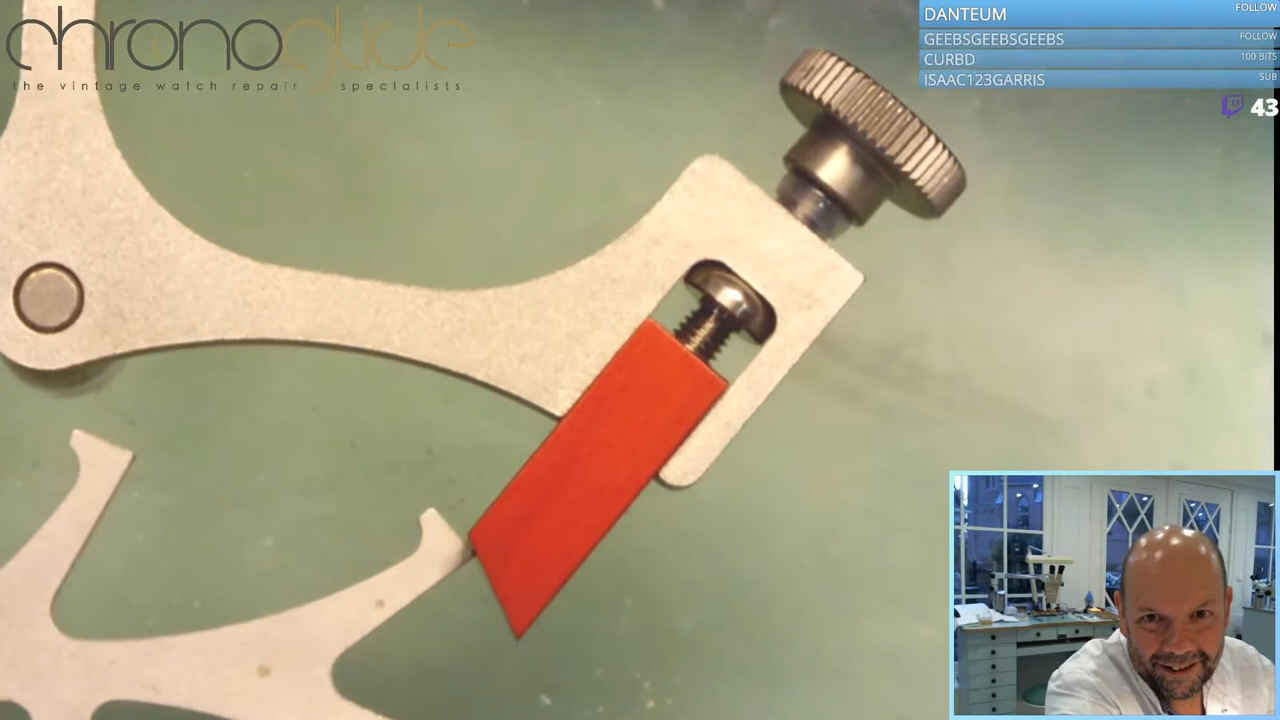 chronoglide
the vintage watch repair specialists
DANTEUM FOLLOW
GEEBSGEEBSGEEBS FOLLOW
CURBD 100 BITS
ISAAC123GARRIS SUB
43